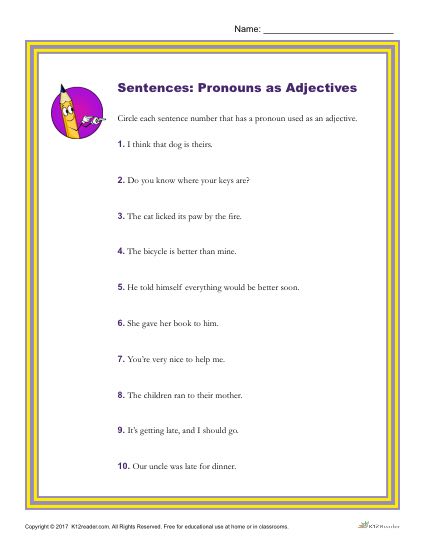 Name: ____________________________
Sentences: Pronouns as Adjectives
Circle each sentence number that has a pronoun used as an adjective.
1. I think that dog is theirs.
2. Do you know where your keys are?
3. The cat licked its paw by the fire.
4. The bicycle is better than mine.
5. He told himself everything would be better soon.
6. She gave her book to him.
7. You're very nice to help me.
8. The children ran to their mother.
9. It's getting late, and I should go.
10. Our uncle was late for dinner.
Copyright © 2017 K12reader.com. All Rights Reserved. Free for educational use at home or in classrooms.
K12Reader